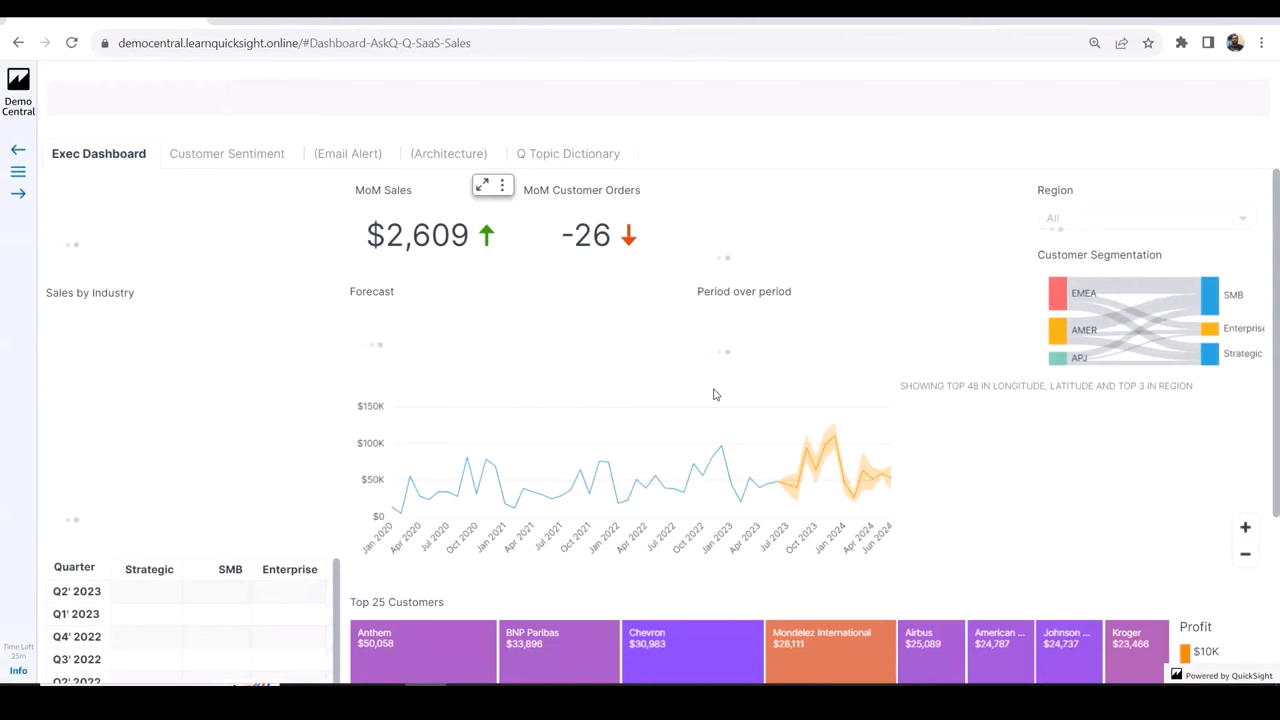 democentral.learnquicksight.online/#Dashboard-AskQ-Q-SaaS-Sales
Demo
Central
Exec Dashboard
Customer Sentiment
(Email Alert)
(Architecture)
Q Topic Dictionary
MoM Sales
MoM Customer Orders
Region
$2,609
-26
All
Customer Segmentation
EMEA
AMER
APJ
SMB
Enterprise
Strategic
Sales by Industry
Forecast
Period over period
SHOWING TOP 48 IN LONGITUDE, LATITUDE AND TOP 3 IN REGION
$150K
$100K
$50K
$0
Jan 2020
Apr 2020
Jul 2020
Oct 2020
Jan 2021
Apr 2021
Jul 2021
Oct 2021
Jan 2022
Apr 2022
Jul 2022
Oct 2022
Jan 2023
Apr 2023
Jul 2023
Oct 2023
Jan 2024
Apr 2024
Jun 2024
Quarter Strategic SMB Enterprise
Q2' 2023
Q1' 2023
Q4' 2022
Q3' 2022
Q2' 2022
Top 25 Customers
Anthem
$50,058
BNP Paribas
$33,896
Chevron
$30,983
Mondelez International
$28,111
Airbus
$25,089
American ...
$24,787
Johnson ...
$24,737
Kroger
$23,466
Profit
$10K
Time Left
25m
Info
Powered by QuickSight